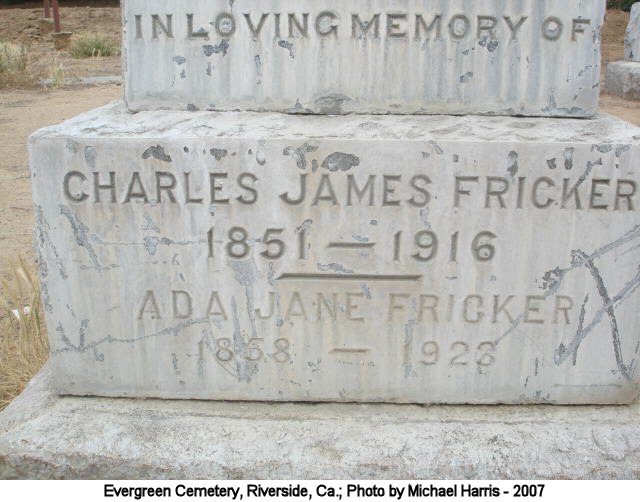 IN LOVING MEMORY OF
CHARLES JAMES FRICKER
1851 — 1916
ADA JANE FRICKER
1858 — 1923
Evergreen Cemetery, Riverside, Ca.; Photo by Michael Harris - 2007